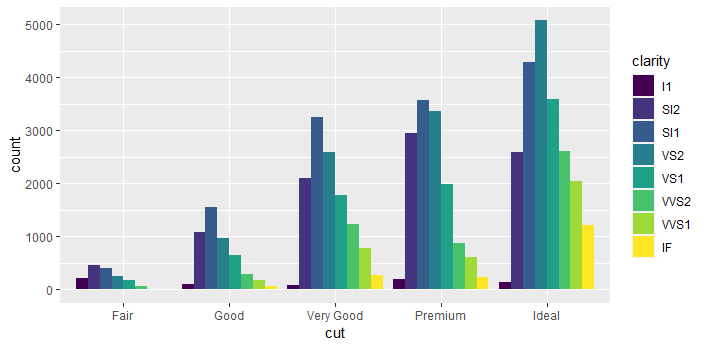 5000
4000
3000
2000
1000
0
count
Fair Good Very Good Premium Ideal
cut
clarity
I1
SI2
SI1
VS2
VS1
VVS2
VVS1
IF